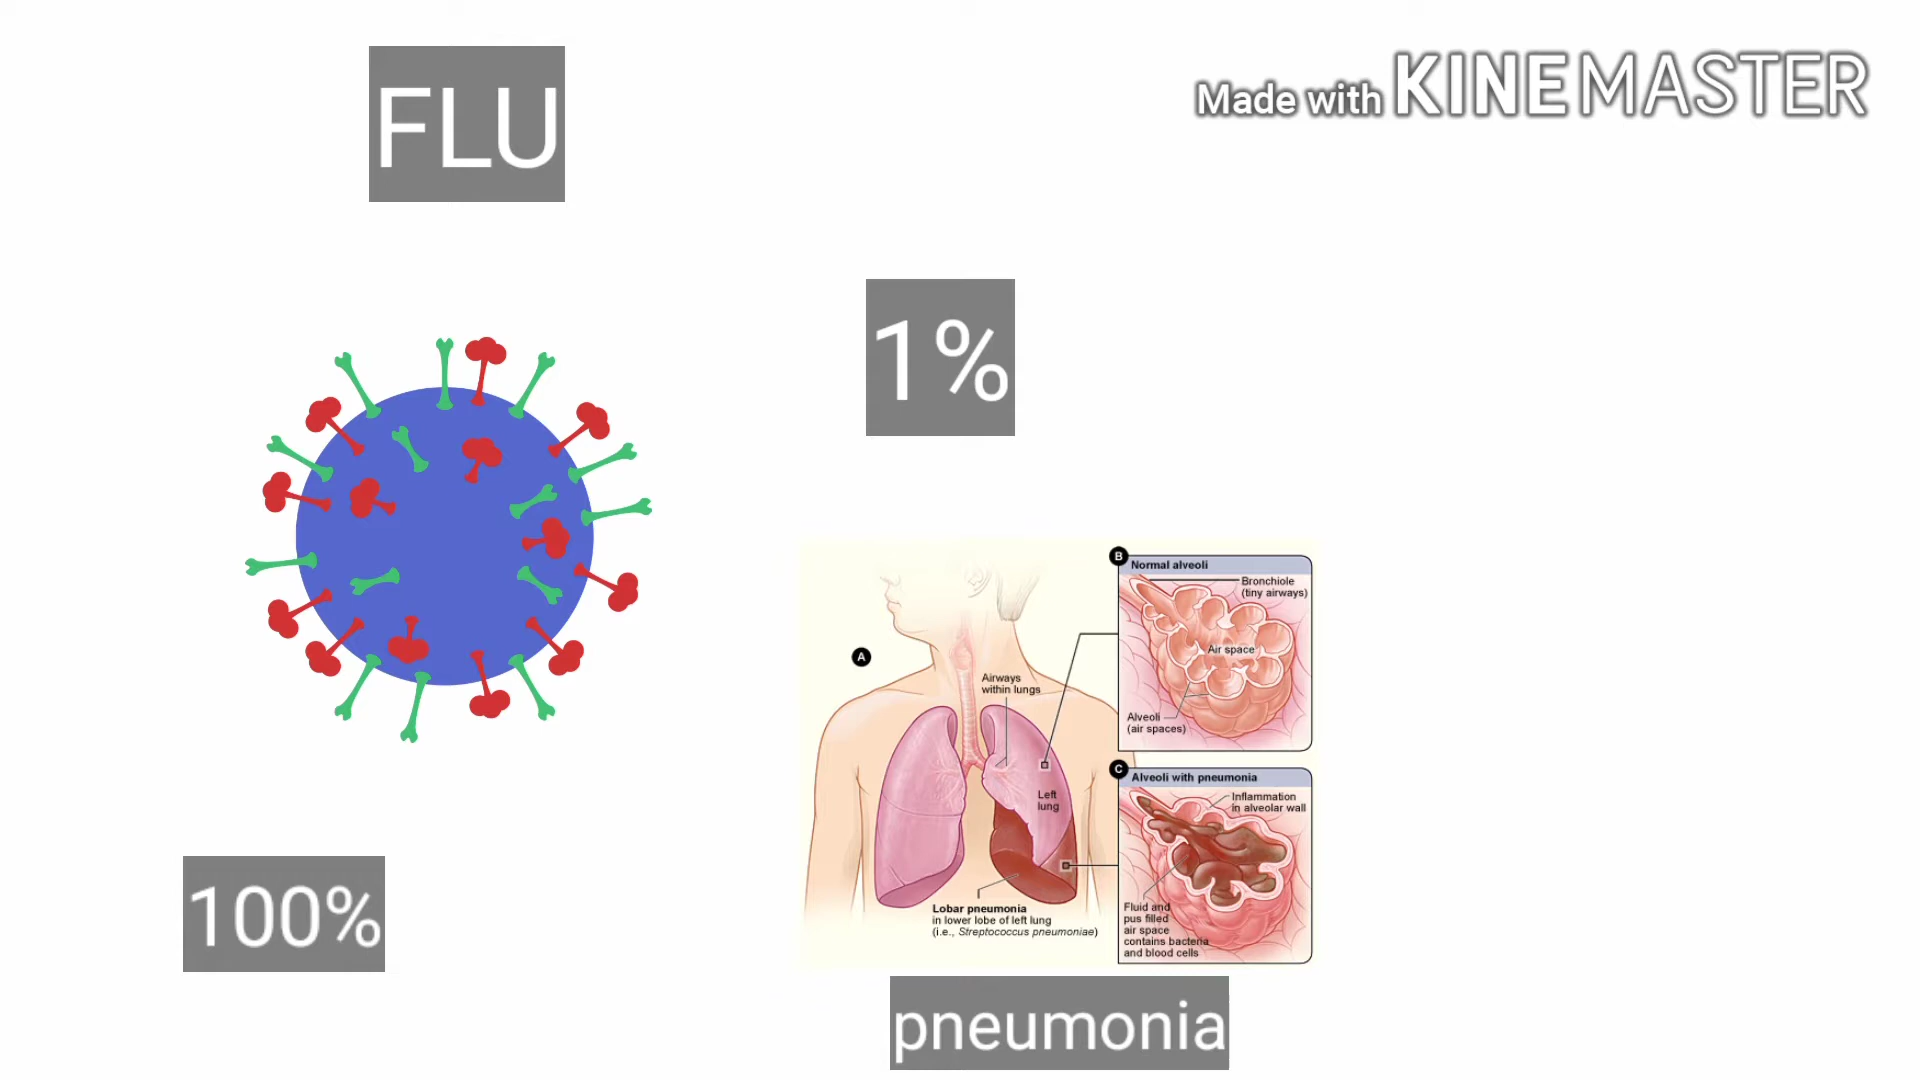 FLU
Made with KINEMASTER
1%
A
B
Normal alveoli
Bronchiole
(tiny airways)
Air space
Alveoli
(air spaces)
Airways
within lungs
Left
lung
Lobar pneumonia
in lower lobe of left lung
(i.e., Streptococcus pneumoniae)
C
Alveoli with pneumonia
Inflammation
in alveolar wall
Fluid and
pus filled
air space
contains bacteria
and blood cells
100%
pneumonia